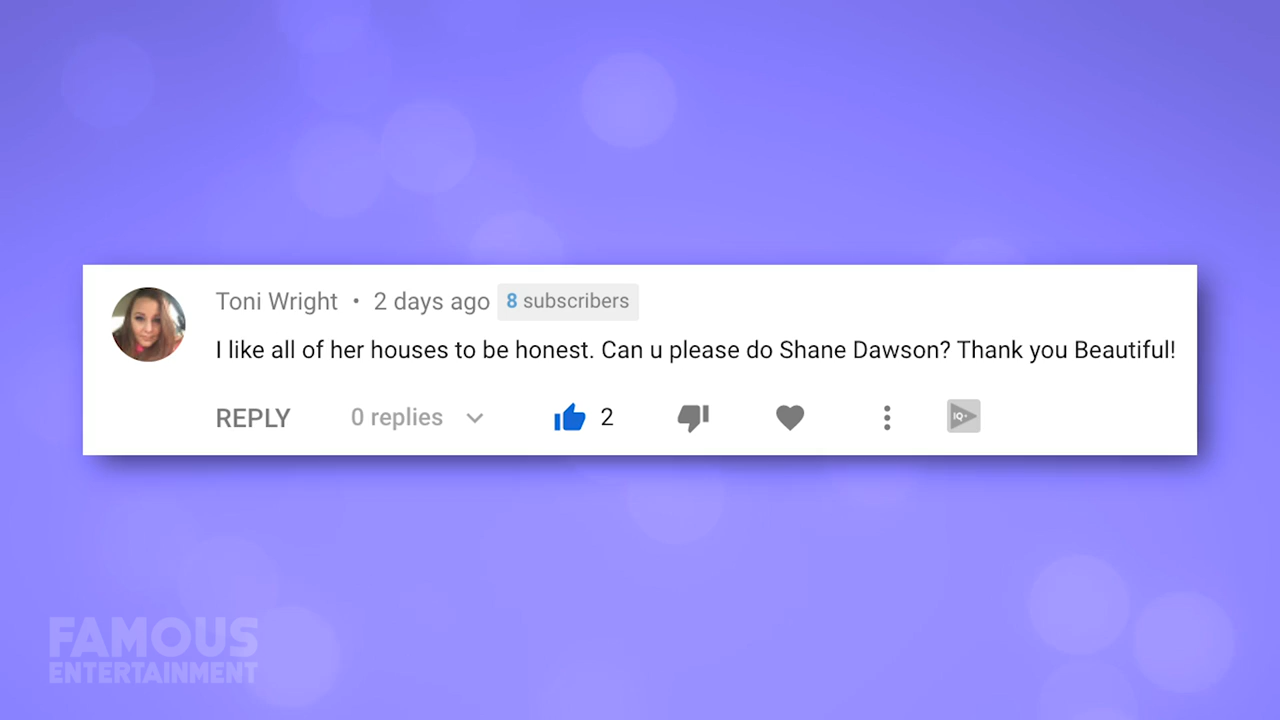 Toni Wright • 2 days ago 8 subscribers
I like all of her houses to be honest. Can u please do Shane Dawson? Thank you Beautiful!
REPLY 0 replies 2
IQ+
FAMOUS
ENTERTAINMENT